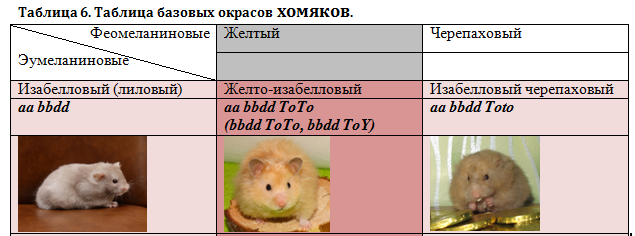 Таблица 6. Таблица базовых окрасов ХОМЯКОВ.
Феомеланиновые
Эумеланиновые
Желтый
Черепаховый
Изабелловый (лиловый)
Желто-изабелловый
Изабелловый черепаховый
aa bbdd
aa bbdd ToTo
(bbdd ToTo, bbdd ToY)
aa bbdd Toto